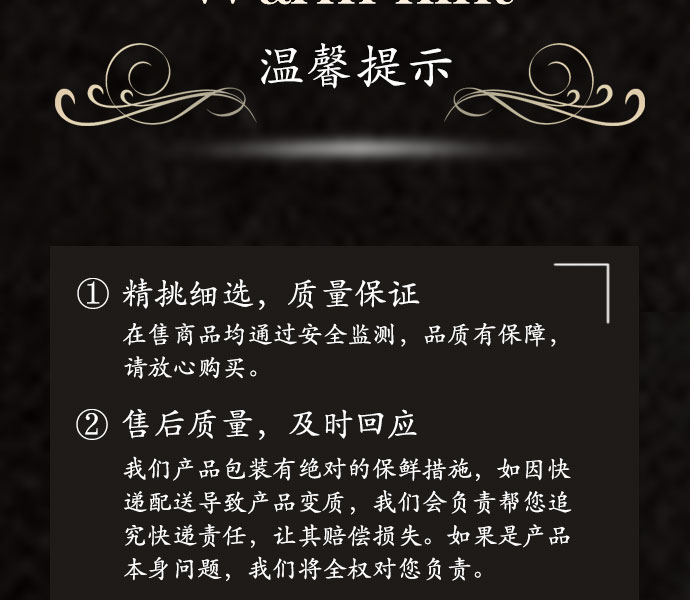 Warm hint
温馨提示
① 精挑细选，质量保证
在售商品均通过安全监测，品质有保障，
请放心购买。
② 售后质量，及时回应
我们产品包装有绝对的保鲜措施，如因快
递配送导致产品变质，我们会负责帮您追
究快递责任，让其赔偿损失。如果是产品
本身问题，我们将全权对您负责。